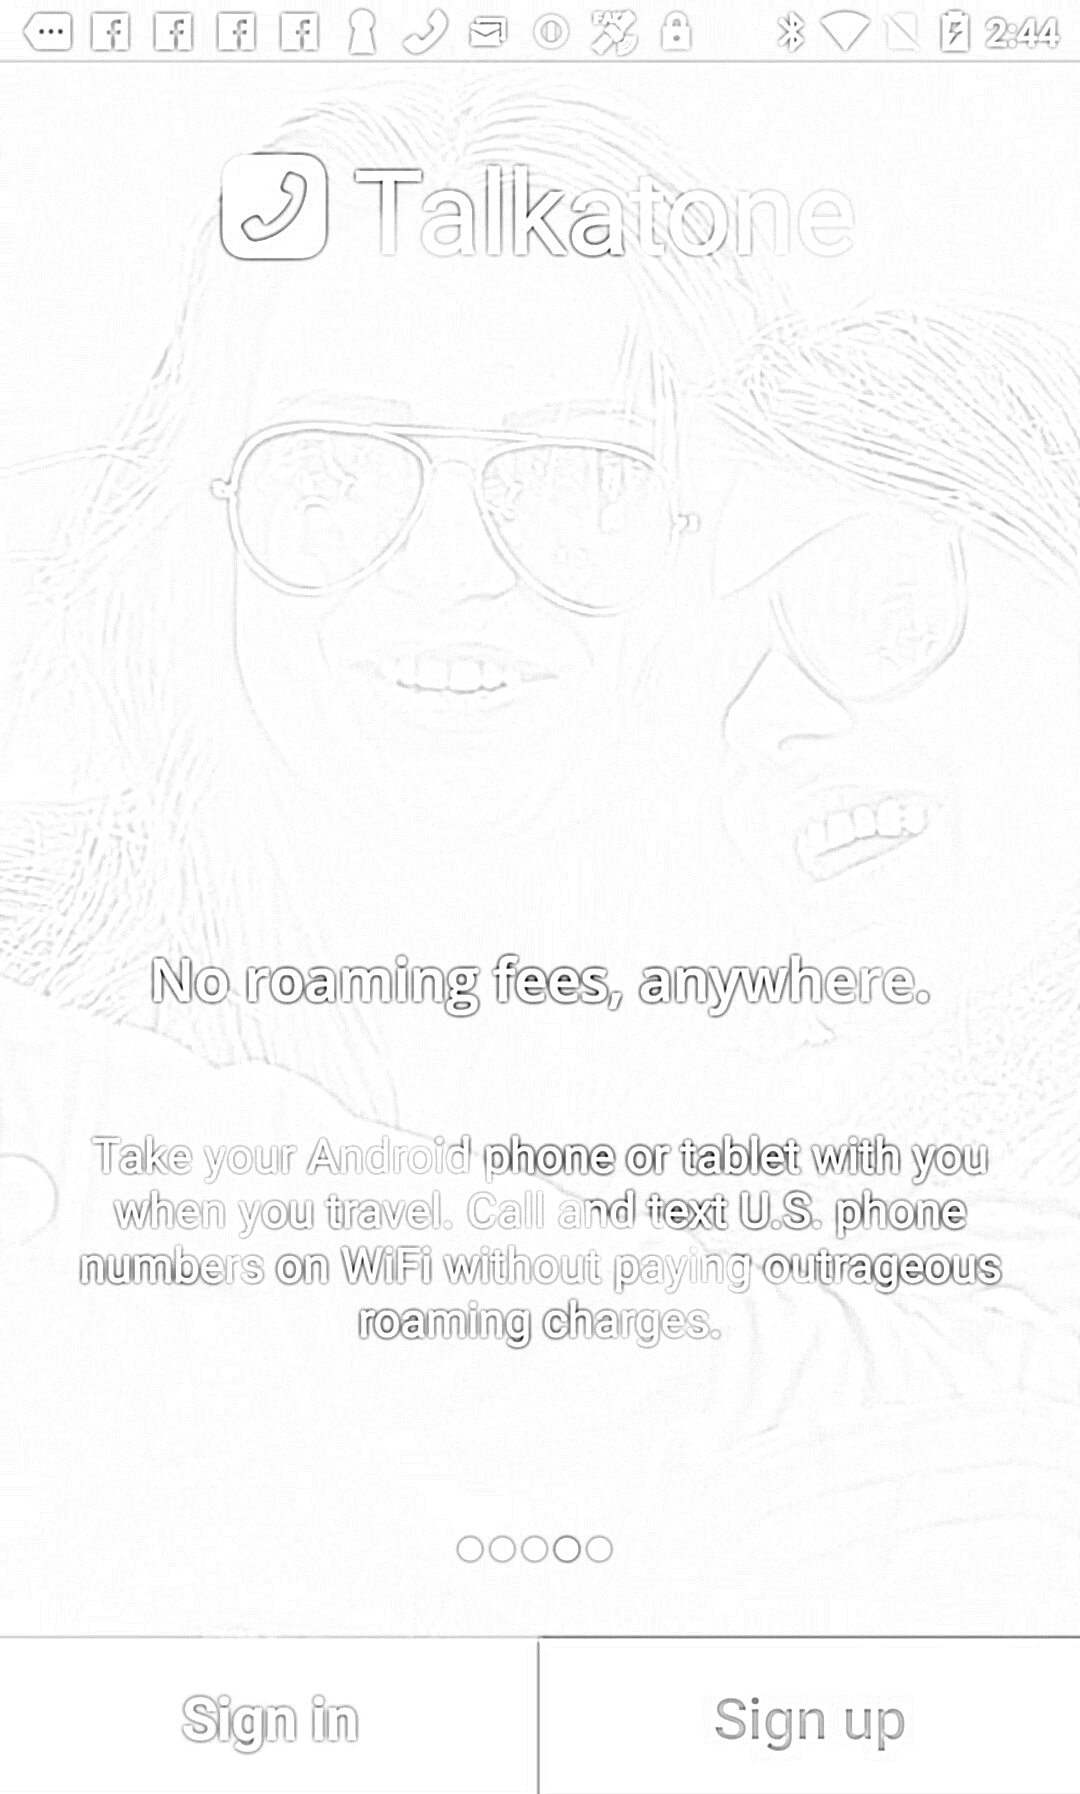 2:44
Talkatone
No roaming fees, anywhere.
Take your Android phone or tablet with you
when you travel. Call and text U.S. phone
numbers on WiFi without paying outrageous
roaming charges.
Sign in
Sign up